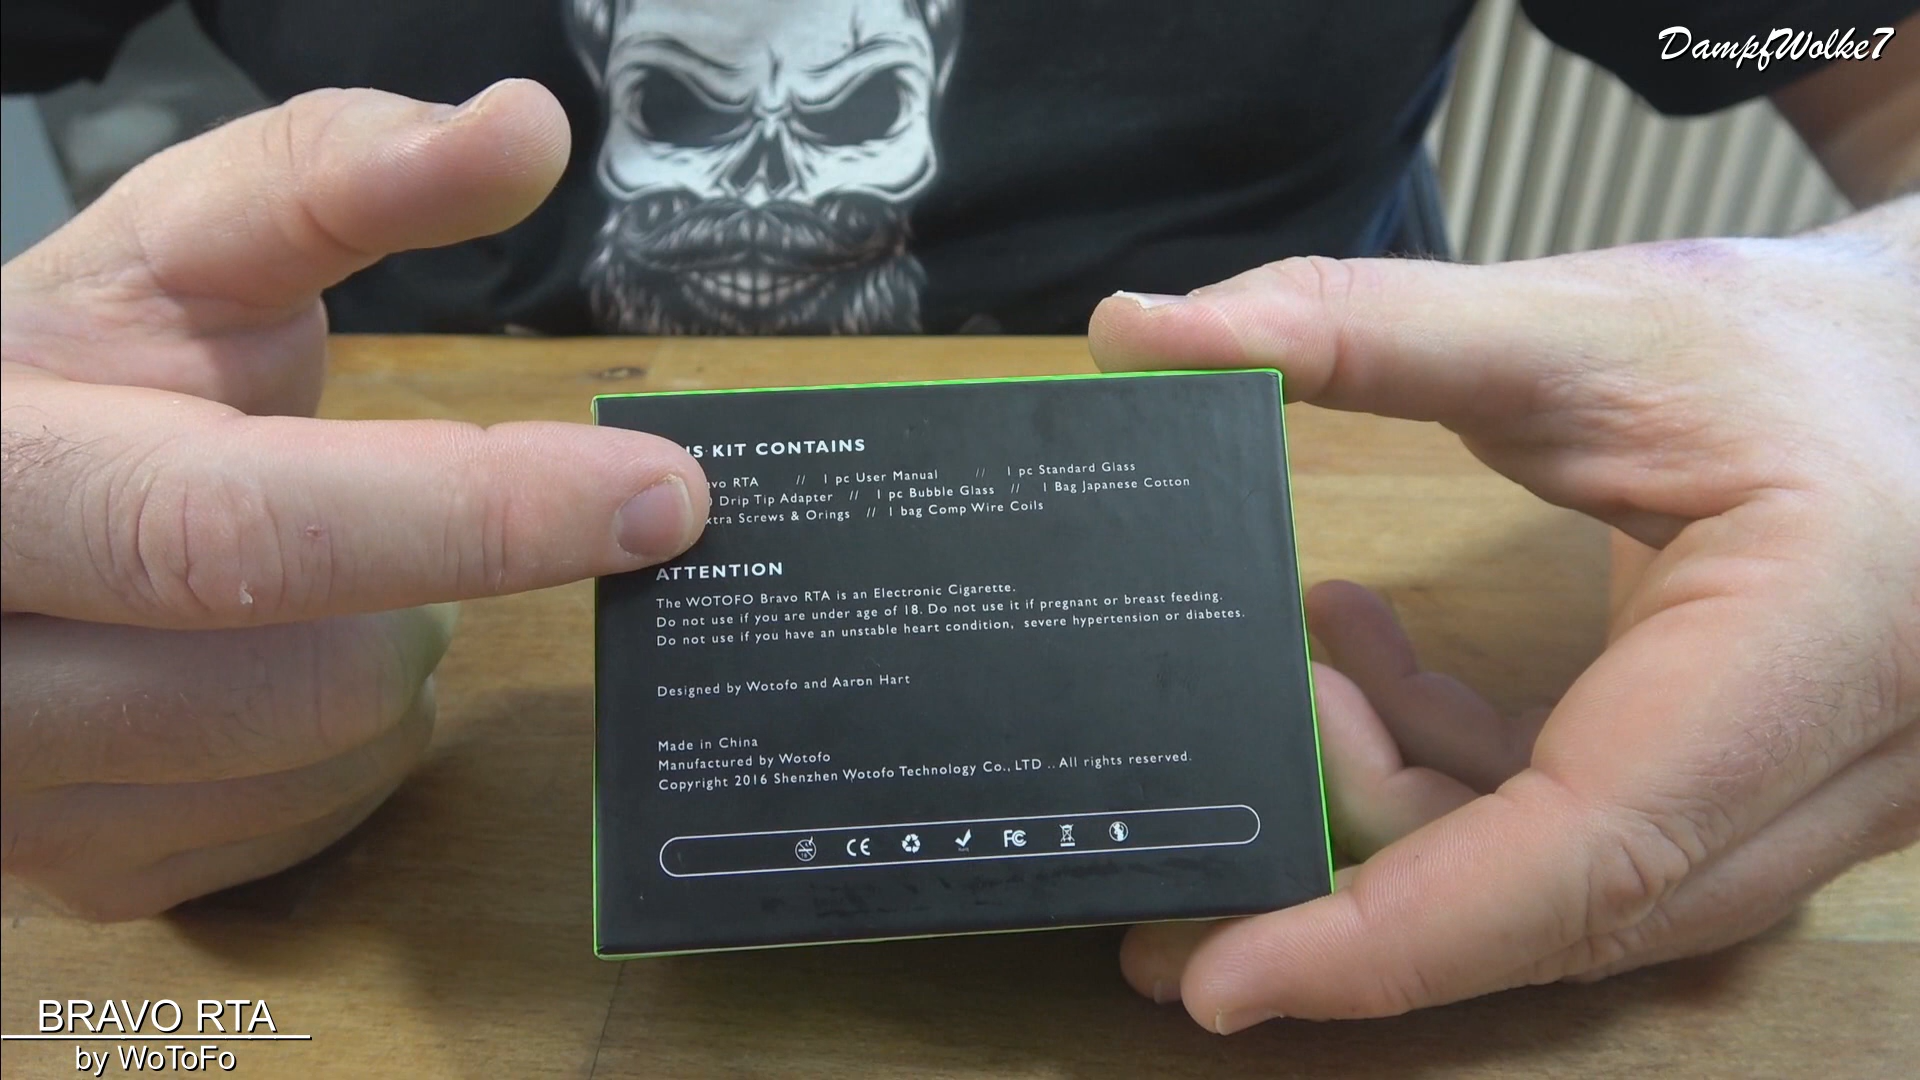 DampfWolke7
KIT CONTAINS
RTA // 1 pc User Manual // 1 pc Standard Glass
Drip Tip Adapter // 1 pc Bubble Glass // 1 Bag Japanese Cotton
Screws & Orings // 1 bag Comp Wire Coils
ATTENTION
The WOTOFO Bravo RTA is an Electronic Cigarette.
Do not use if you are under age of 18. Do not use it if pregnant or breast feeding.
Do not use if you have an unstable heart condition, severe hypertension or diabetes.
Designed by Wotofo and Aaron Hart
Made in China
Manufactured by Wotofo
Copyright 2016 Shenzhen Wotofo Technology Co., LTD .. All rights reserved.
CE FC
BRAVO RTA
by WoToFo